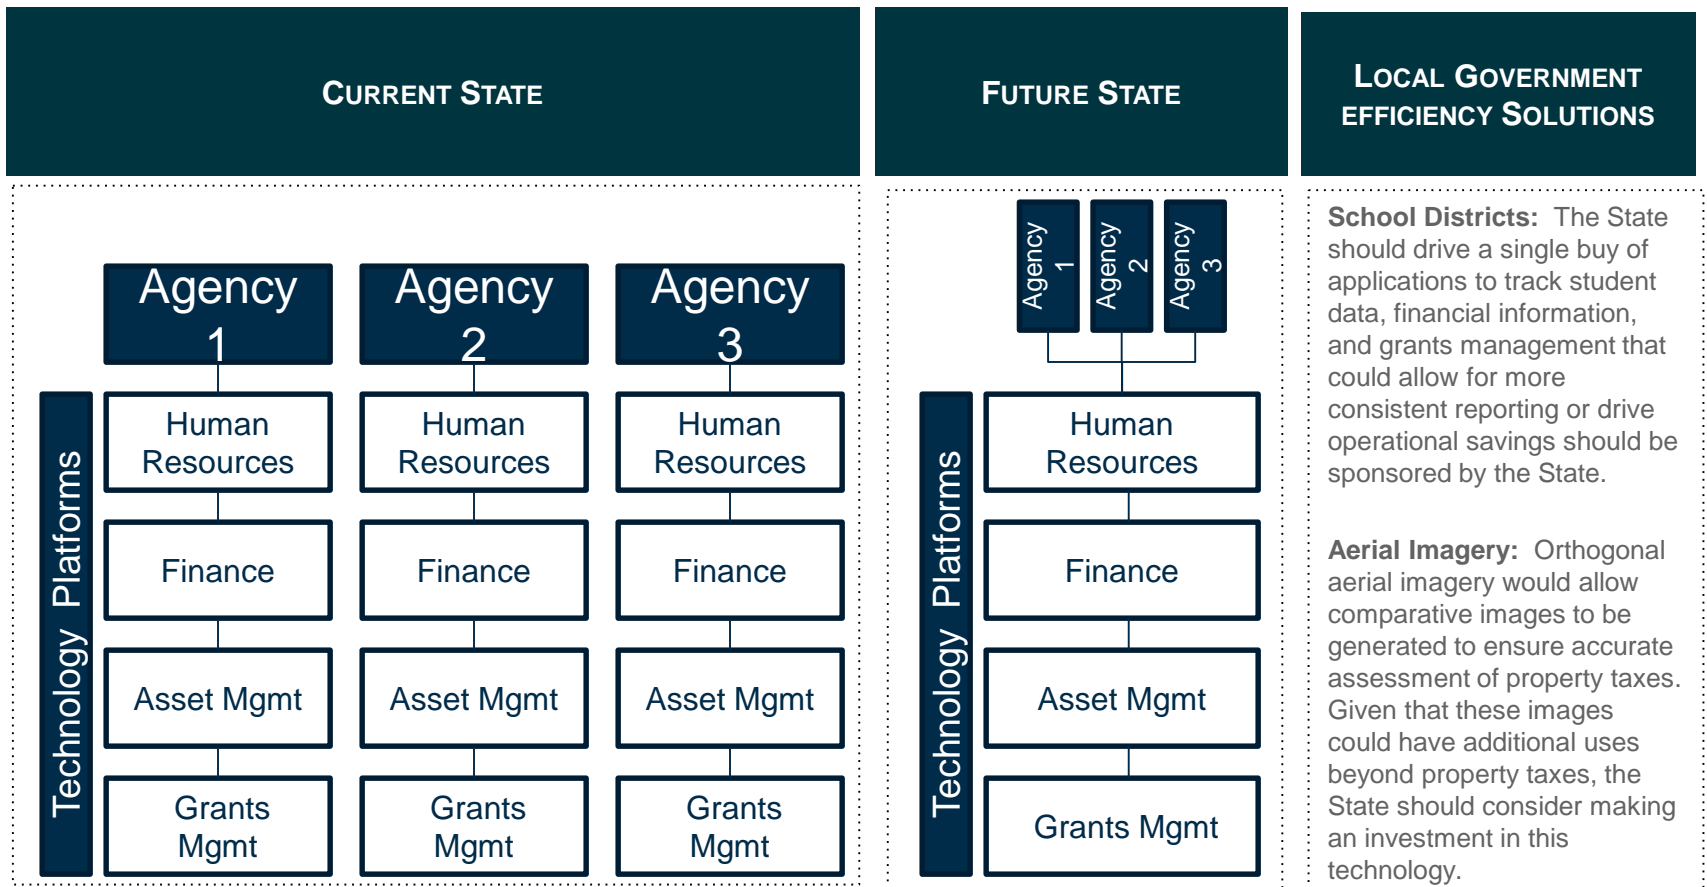 CURRENT STATE
Agency
1
Agency
2
Agency
3
Technology Platforms
Human
Resources
Human
Resources
Human
Resources
Finance
Finance
Finance
Asset Mgmt
Asset Mgmt
Asset Mgmt
Grants
Mgmt
Grants
Mgmt
Grants
Mgmt
FUTURE STATE
Agency
1
Agency
2
Agency
3
Technology Platforms
Human
Resources
Finance
Asset Mgmt
Grants Mgmt
LOCAL GOVERNMENT
EFFICIENCY SOLUTIONS
School Districts: The State
should drive a single buy of
applications to track student
data, financial information,
and grants management that
could allow for more
consistent reporting or drive
operational savings should be
sponsored by the State.
Aerial Imagery: Orthogonal
aerial imagery would allow
comparative images to be
generated to ensure accurate
assessment of property taxes.
Given that these images
could have additional uses
beyond property taxes, the
State should consider making
an investment in this
technology.